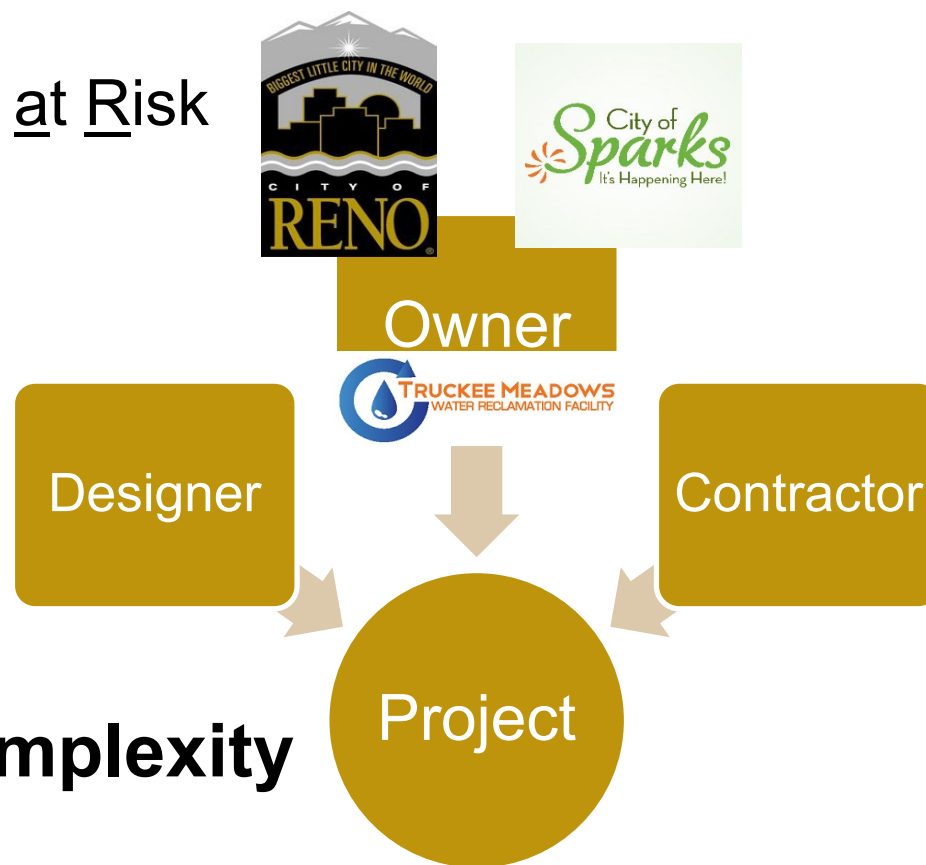 at Risk
BIGGEST LITTLE CITY IN THE WORLD
CITY OF
RENO
City of
Sparks
It's Happening Here!
Owner
TRUCKEE MEADOWS
WATER RECLAMATION FACILITY
Designer
Contractor
Project
mplexity